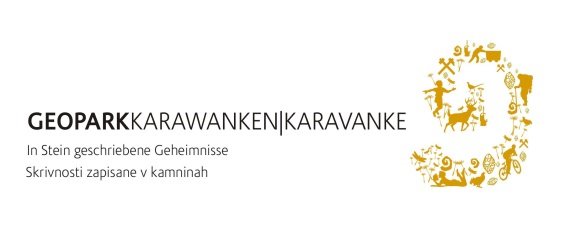 GEOPARKKARAWANKEN|KARAVANKE
In Stein geschriebene Geheimnisse
Skrivnosti zapisane v kamninah